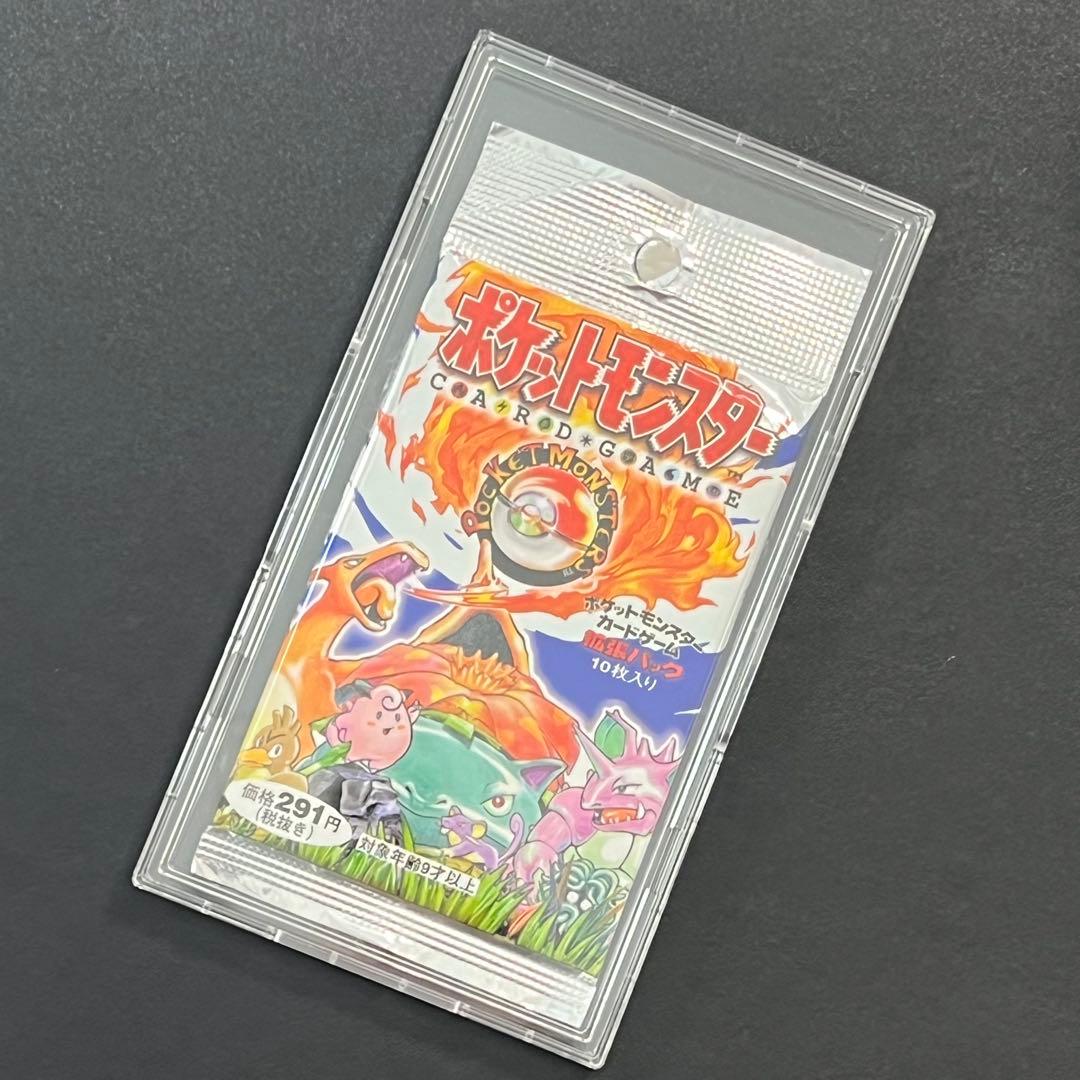 ポケットモンスター
CARD*GAME
TM
POCKET MONSTERS
TM
ポケットモンスター
カードゲーム
拡張パック
10枚入り
価格291円
(税抜き)
対象年齢9才以上